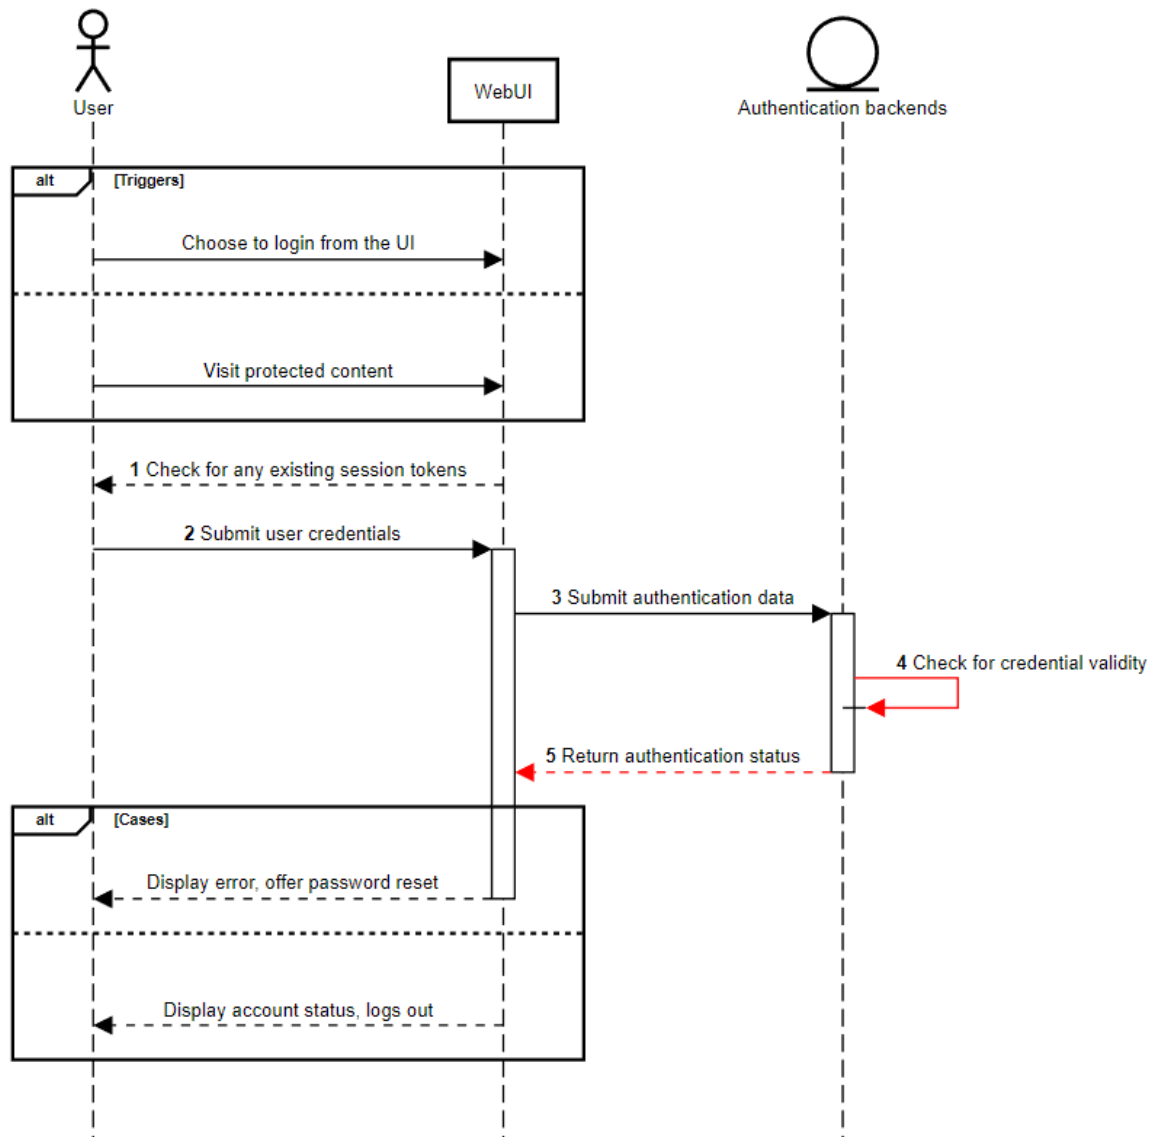 User
WebUI
Authentication backends
alt
[Triggers]
Choose to login from the UI
Visit protected content
1 Check for any existing session tokens
2 Submit user credentials
3 Submit authentication data
4 Check for credential validity
5 Return authentication status
alt
[Cases]
Display error, offer password reset
Display account status, logs out